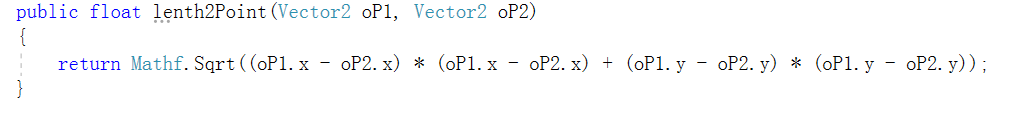 public float lenth2Point(Vector2 oP1, Vector2 oP2)
{
return Mathf.Sqrt((oP1.x - oP2.x) * (oP1.x - oP2.x) + (oP1.y - oP2.y) * (oP1.y - oP2.y));
}